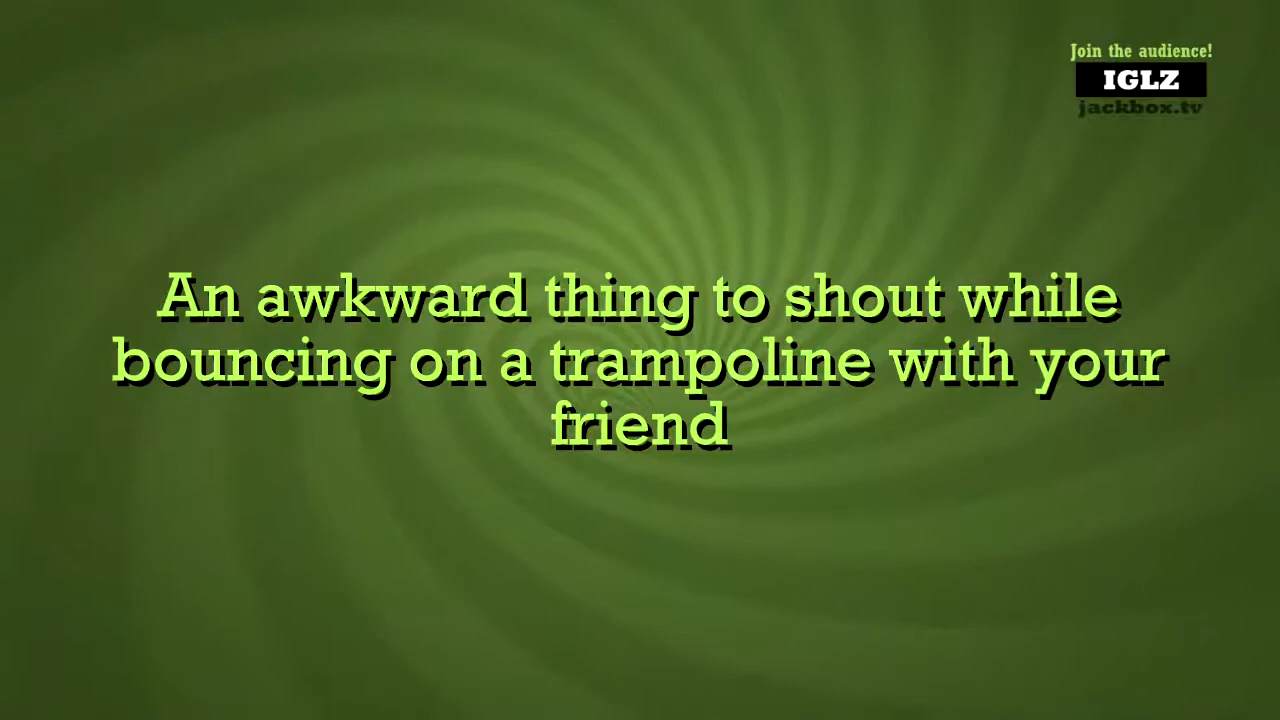 Join the audience!
IGLZ
jackbox.tv
An awkward thing to shout while
bouncing on a trampoline with your
friend